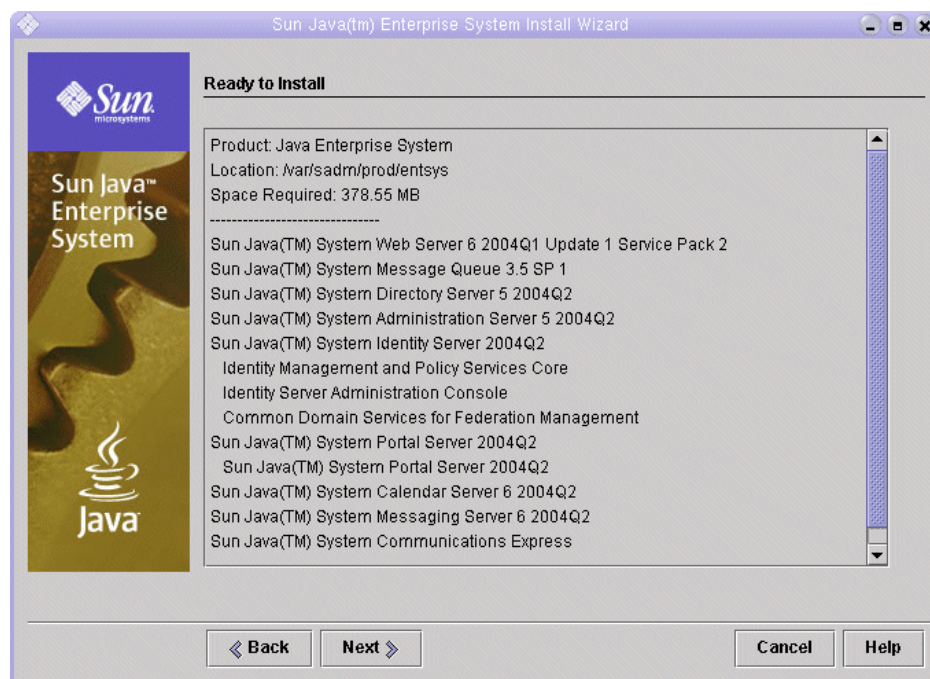 Sun Java(tm) Enterprise System Install Wizard
Sun
microsystems
Sun Java™
Enterprise
System
Java
Ready to Install
Product: Java Enterprise System
Location: /var/sadm/prod/entsys
Space Required: 378.55 MB
-------------------------------
Sun Java(TM) System Web Server 6 2004Q1 Update 1 Service Pack 2
Sun Java(TM) System Message Queue 3.5 SP 1
Sun Java(TM) System Directory Server 5 2004Q2
Sun Java(TM) System Administration Server 5 2004Q2
Sun Java(TM) System Identity Server 2004Q2
Identity Management and Policy Services Core
Identity Server Administration Console
Common Domain Services for Federation Management
Sun Java(TM) System Portal Server 2004Q2
Sun Java(TM) System Portal Server 2004Q2
Sun Java(TM) System Calendar Server 6 2004Q2
Sun Java(TM) System Messaging Server 6 2004Q2
Sun Java(TM) System Communications Express
Back
Next
Cancel
Help